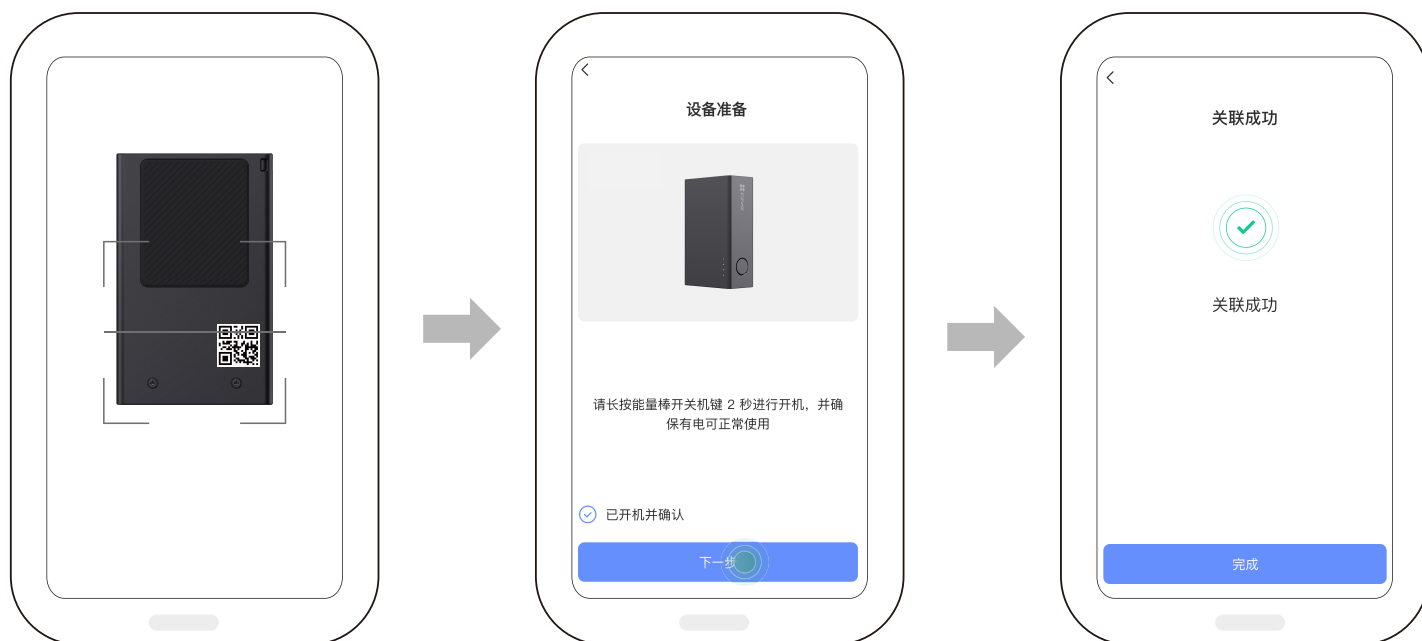 设备准备
请长按能量棒开关机键 2 秒进行开机，并确
保有电可正常使用
已开机并确认
下一步
关联成功
关联成功
完成